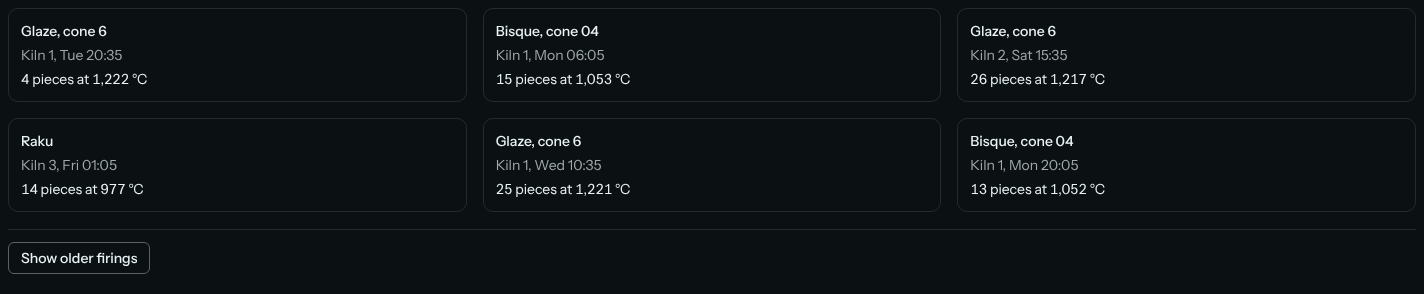 Glaze, cone 6
Kiln 1, Tue 20:35
4 pieces at 1,222 °C
Bisque, cone 04
Kiln 1, Mon 06:05
15 pieces at 1,053 °C
Glaze, cone 6
Kiln 2, Sat 15:35
26 pieces at 1,217 °C
Raku
Kiln 3, Fri 01:05
14 pieces at 977 °C
Glaze, cone 6
Kiln 1, Wed 10:35
25 pieces at 1,221 °C
Bisque, cone 04
Kiln 1, Mon 20:05
13 pieces at 1,052 °C
Show older firings